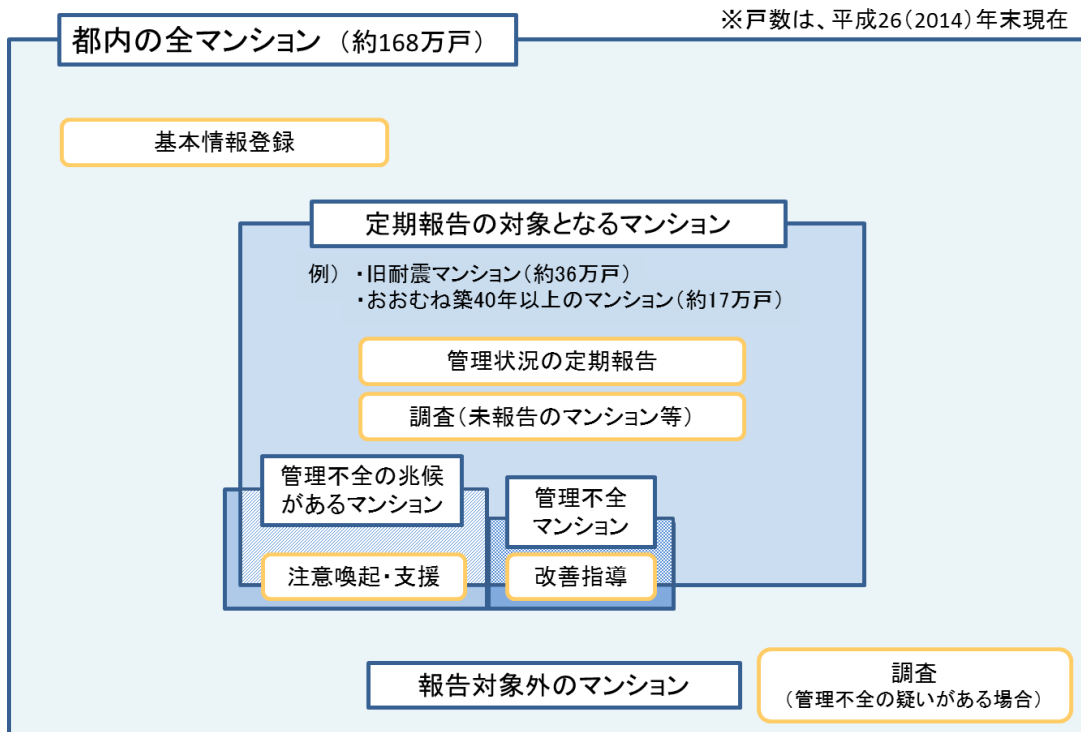 ※戸数は、平成26(2014)年末現在
都内の全マンション（約168万戸）
基本情報登録
定期報告の対象となるマンション
例） ・旧耐震マンション（約36万戸）
・おおむね築40年以上のマンション（約17万戸）
管理状況の定期報告
調査（未報告のマンション等）
管理不全の兆候
があるマンション
管理不全
マンション
注意喚起・支援
改善指導
報告対象外のマンション
調査
（管理不全の疑いがある場合）